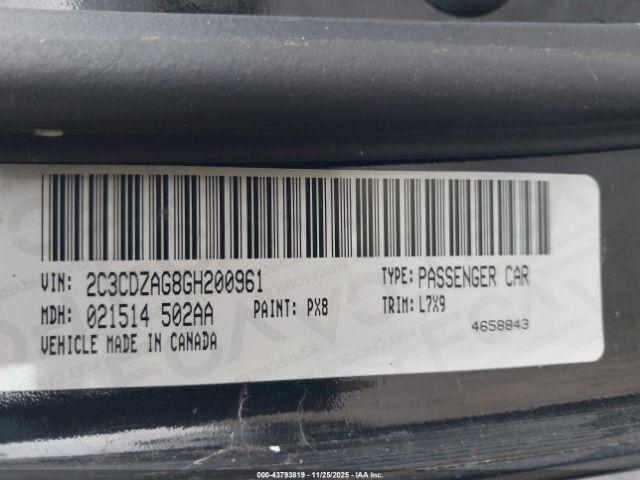 VIN: 2C3CDZAG8GH200961 TYPE: PASSENGER CAR
MDH: 021514 502AA PAINT: PX8 TRIM: L7X9
VEHICLE MADE IN CANADA 4658843
00-43793819 - 11/25/2025 - IAA Inc.